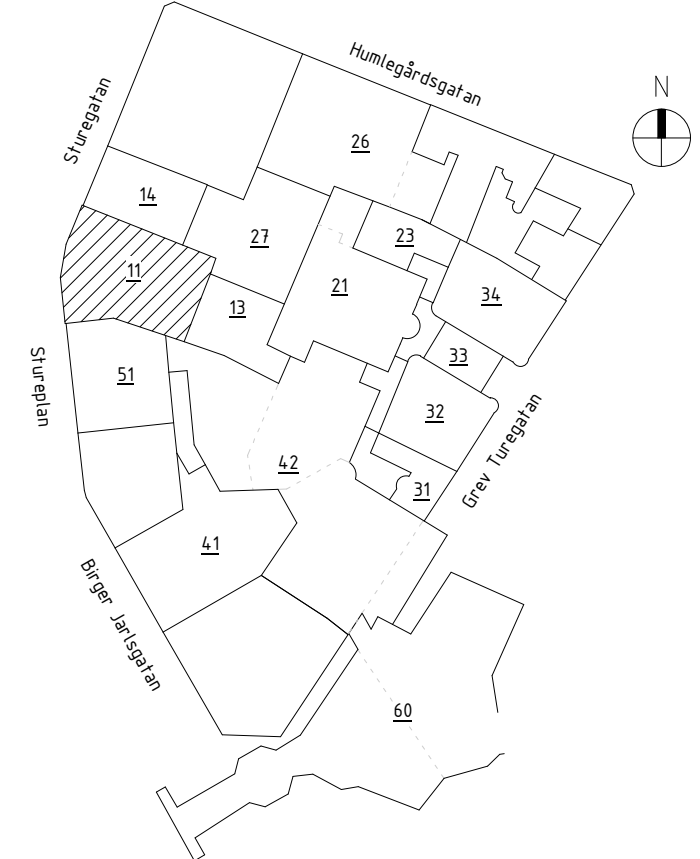 Humlegårdsgatan
N
Sturegatan
26
14
27
23
11
21
34
13
33
51
Stureplan
32
Grev Turegatan
42
31
41
Birger Jarlsgatan
60